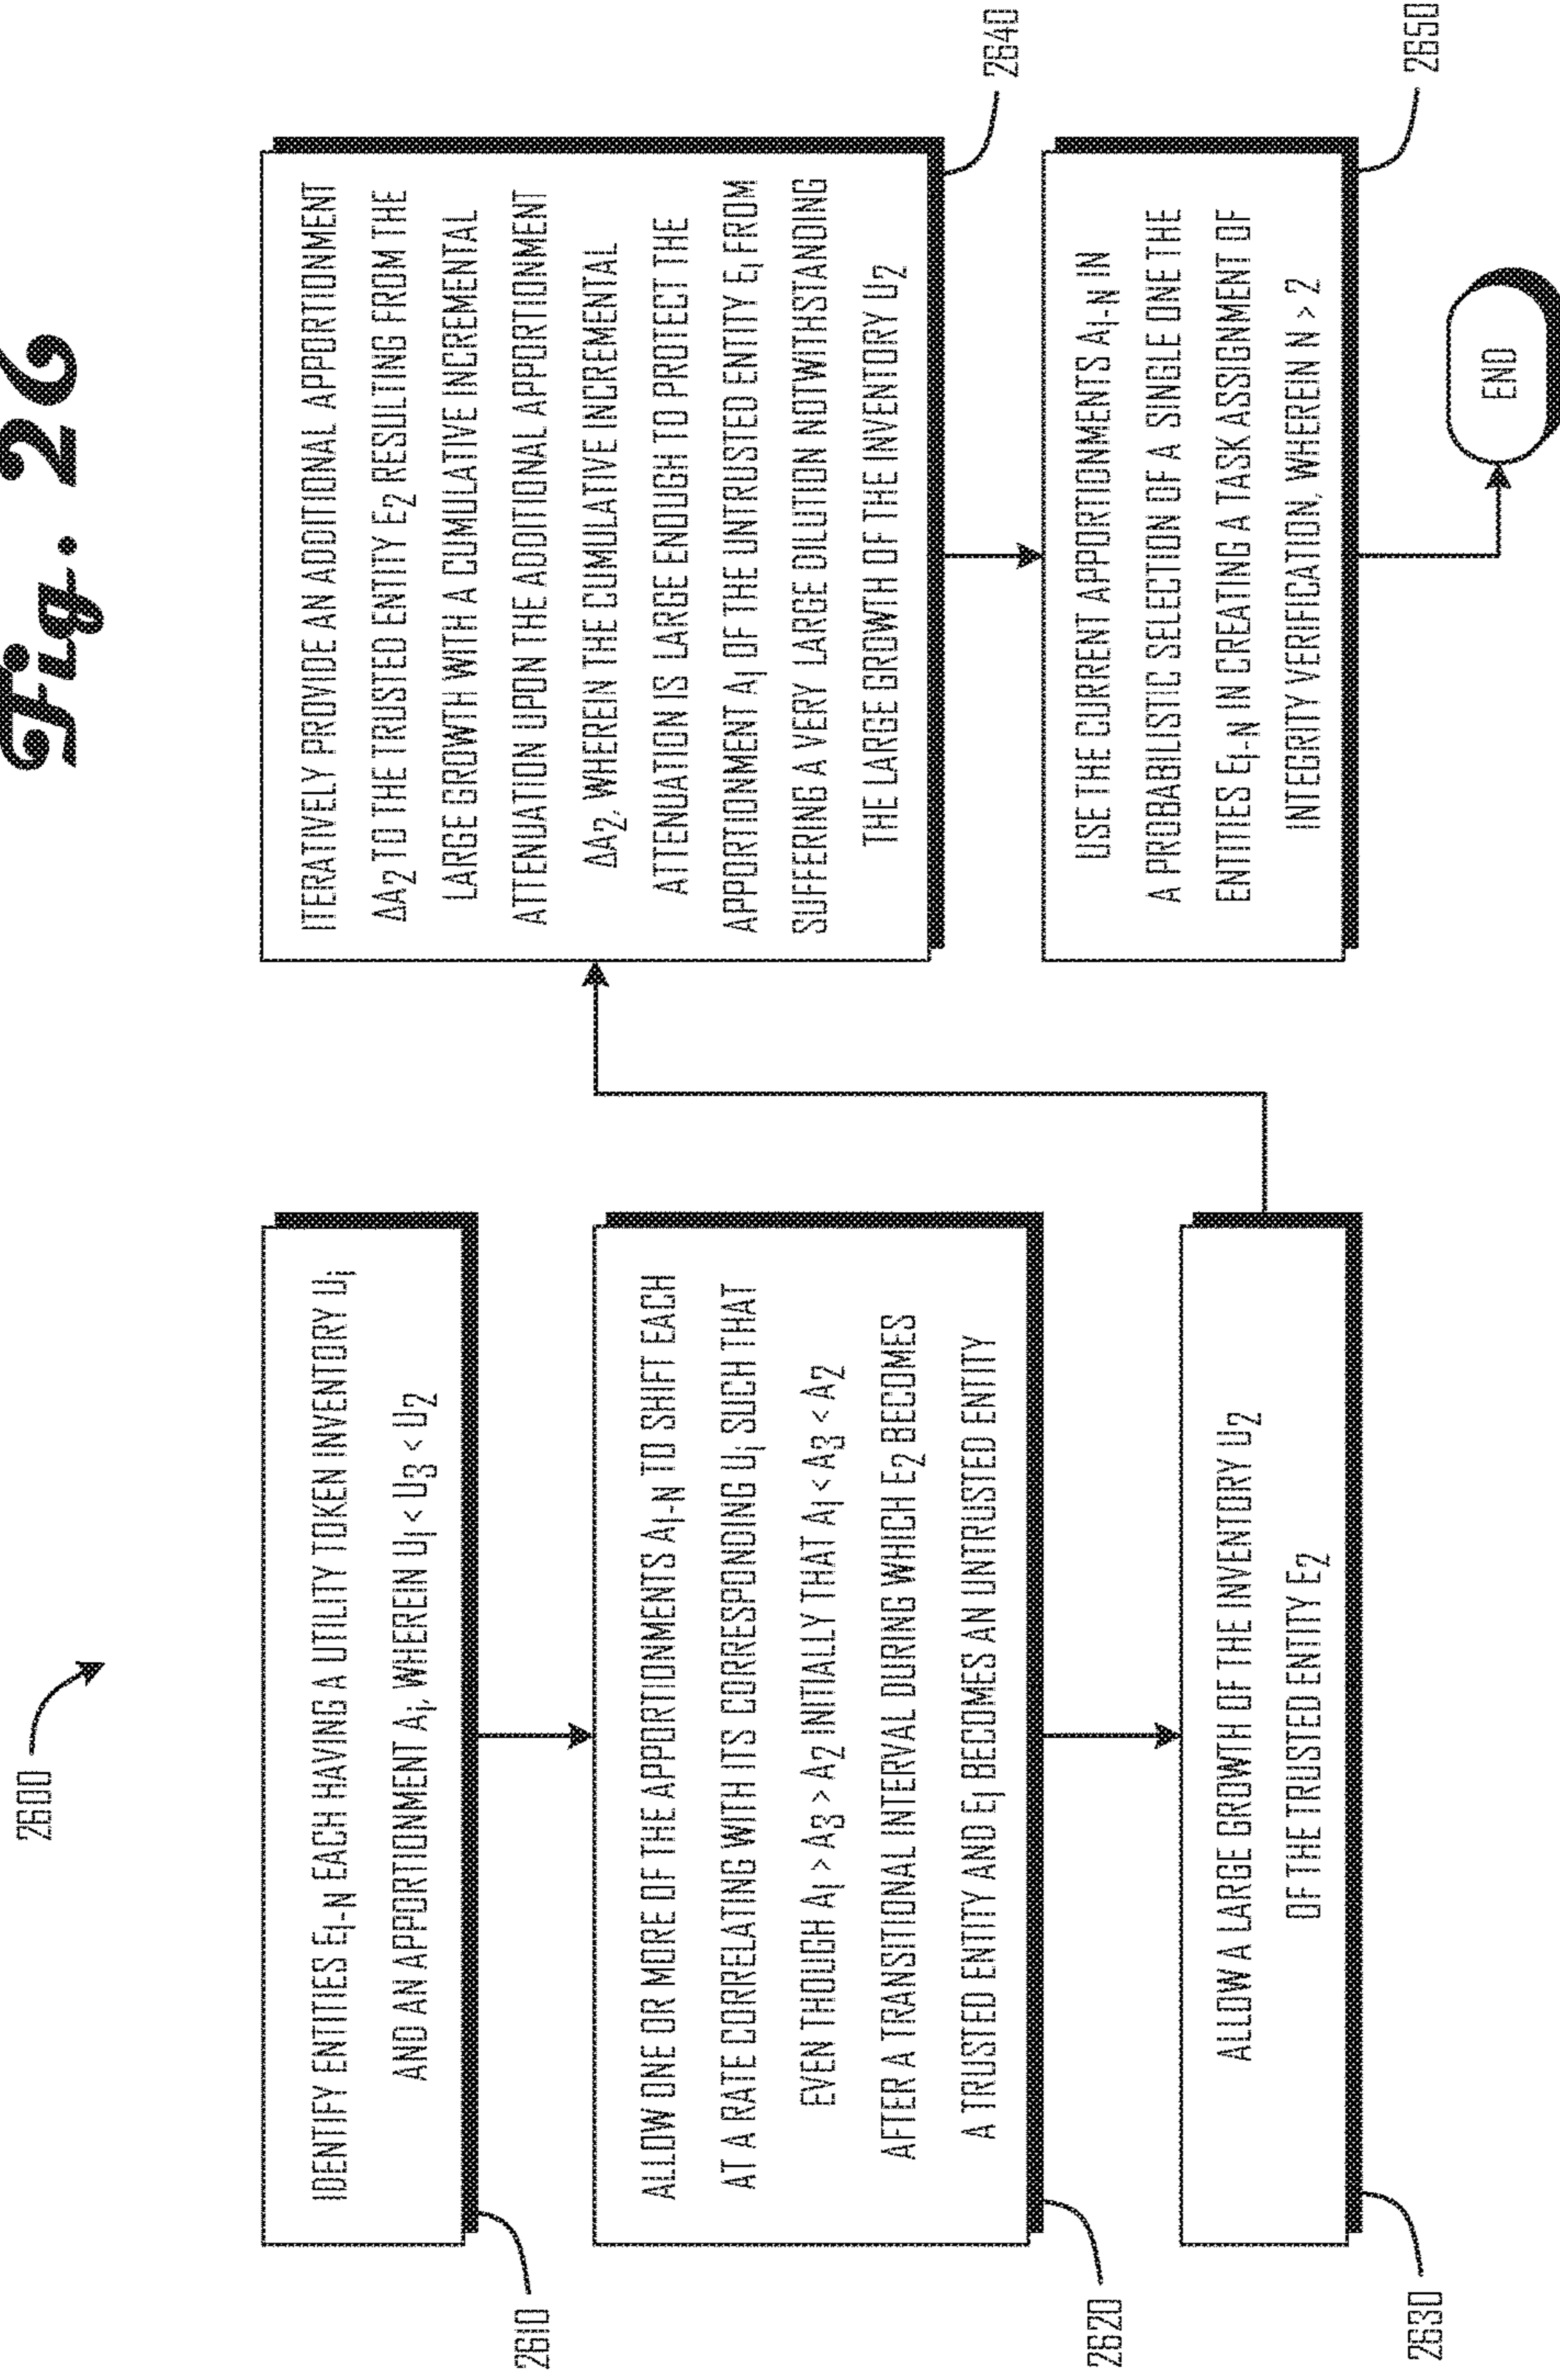 Fig. 26
2600
IDENTIFY ENTITIES E₁₋N EACH HAVING A UTILITY TOKEN INVENTORY Uᵢ
AND AN APPORTIONMENT Aᵢ, WHEREIN U₁ < U₃ < U₂
2610
ALLOW ONE OR MORE OF THE APPORTIONMENTS A₁₋N TO SHIFT EACH
AT A RATE CORRELATING WITH ITS CORRESPONDING Uᵢ SUCH THAT
EVEN THOUGH A₁ > A₃ > A₂ INITIALLY THAT A₁ < A₃ < A₂
AFTER A TRANSITIONAL INTERVAL DURING WHICH E₂ BECOMES
A TRUSTED ENTITY AND E₁ BECOMES AN UNTRUSTED ENTITY
2620
ALLOW A LARGE GROWTH OF THE INVENTORY U₂
OF THE TRUSTED ENTITY E₂
2630
ITERATIVELY PROVIDE AN ADDITIONAL APPORTIONMENT
ΔA₂ TO THE TRUSTED ENTITY E₂ RESULTING FROM THE
LARGE GROWTH WITH A CUMULATIVE INCREMENTAL
ATTENUATION UPON THE ADDITIONAL APPORTIONMENT
ΔA₂, WHEREIN THE CUMULATIVE INCREMENTAL
ATTENUATION IS LARGE ENOUGH TO PROTECT THE
APPORTIONMENT A₁ OF THE UNTRUSTED ENTITY E₁ FROM
SUFFERING A VERY LARGE DILUTION NOTWITHSTANDING
THE LARGE GROWTH OF THE INVENTORY U₂
2640
USE THE CURRENT APPORTIONMENTS A₁₋N IN
A PROBABILISTIC SELECTION OF A SINGLE ONE THE
ENTITIES E₁₋N IN CREATING A TASK ASSIGNMENT OF
INTEGRITY VERIFICATION, WHEREIN N > 2
2650
END